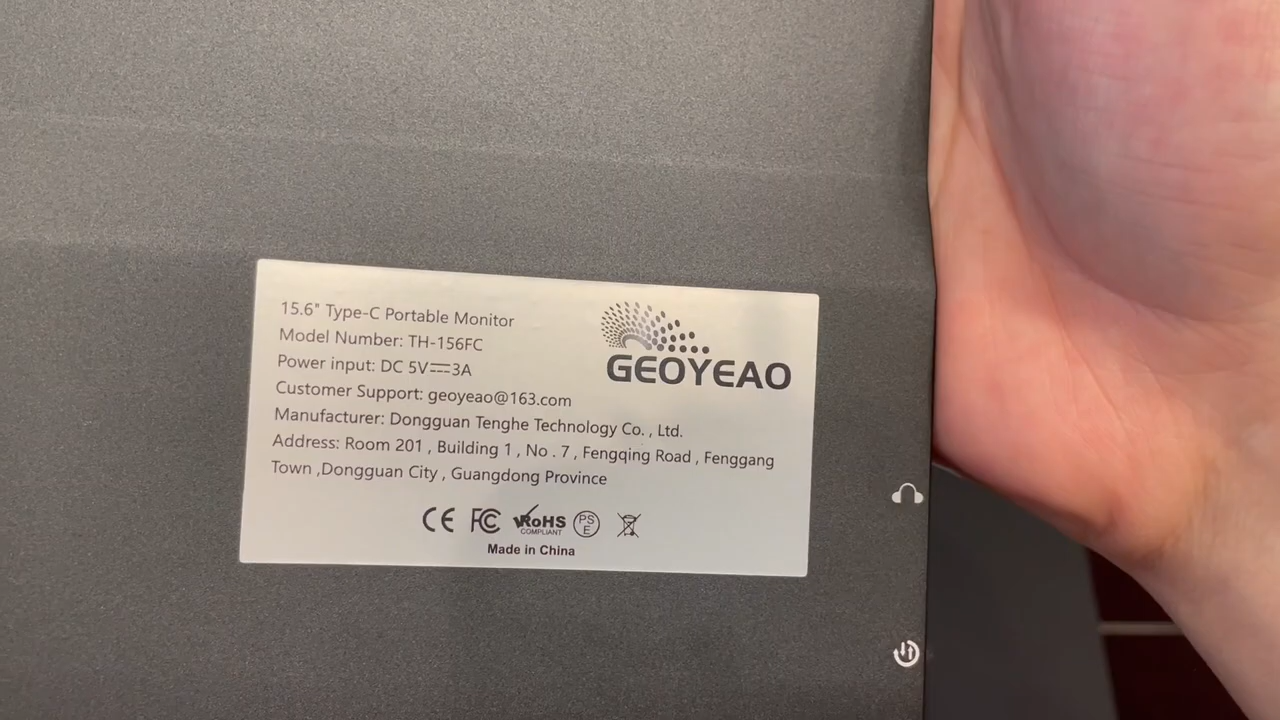 15.6" Type-C Portable Monitor
Model Number: TH-156FC
Power input: DC 5V⎓3A
Customer Support: geoyeao@163.com
Manufacturer: Dongguan Tenghe Technology Co. , Ltd.
Address: Room 201 , Building 1 , No . 7 , Fengqing Road , Fenggang
Town ,Dongguan City , Guangdong Province
GEOYEAO
CE FC RoHS PS E
COMPLIANT
Made in China